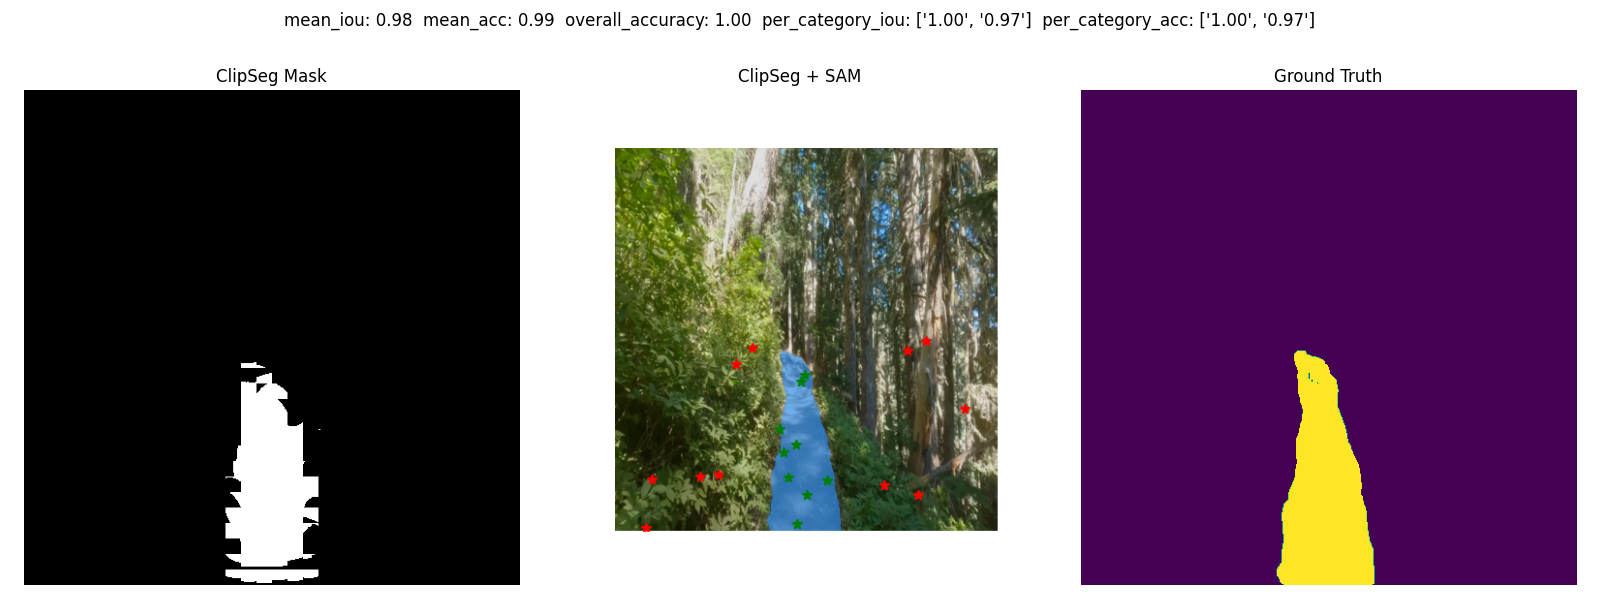 mean_iou: 0.98  mean_acc: 0.99  overall_accuracy: 1.00  per_category_iou: ['1.00', '0.97']  per_category_acc: ['1.00', '0.97']
ClipSeg Mask
ClipSeg + SAM
Ground Truth